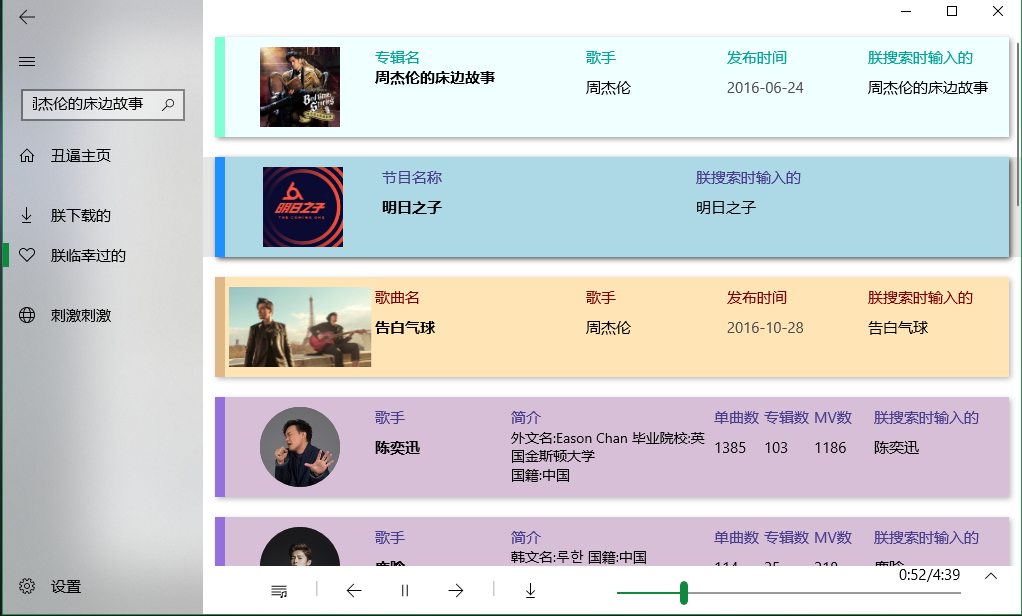 周杰伦的床边故事
丑逼主页
朕下载的
朕临幸过的
刺激刺激
设置
专辑名 歌手 发布时间 朕搜索时输入的
周杰伦的床边故事 周杰伦 2016-06-24 周杰伦的床边故事
节目名称 朕搜索时输入的
明日之子
THE COMING ONE
明日之子 明日之子
歌曲名 歌手 发布时间 朕搜索时输入的
告白气球 周杰伦 2016-10-28 告白气球
歌手 简介 单曲数 专辑数 MV数 朕搜索时输入的
陈奕迅 外文名:Eason Chan 毕业院校:英
国金斯顿大学
国籍:中国 1385 103 1186 陈奕迅
歌手 简介 单曲数 专辑数 MV数 朕搜索时输入的
韩文名:루한 国籍:中国
0:52/4:39